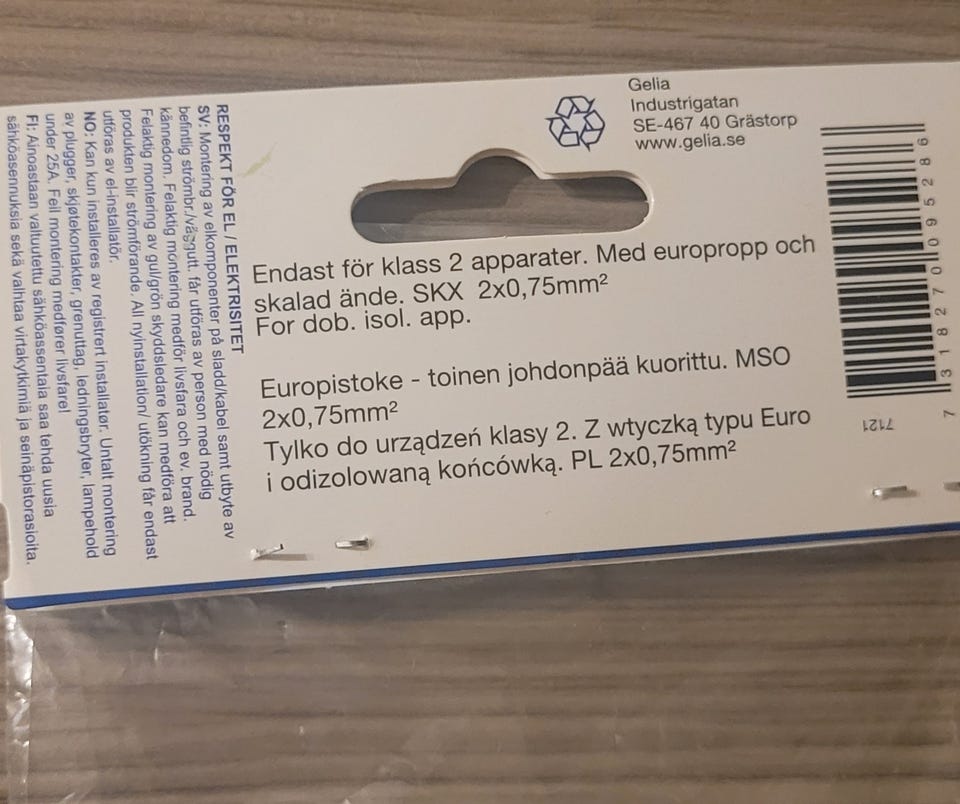 Gelia
Industrigatan
SE-467 40 Grästorp
www.gelia.se
Endast för klass 2 apparater. Med europropp och
skalad ände. SKX 2x0,75mm²
For dob. isol. app.
Europistoke - toinen johdonpää kuorittu. MSO
2x0,75mm²
Tylko do urządzeń klasy 2. Z wtyczką typu Euro
i odizolowaną końcówką. PL 2x0,75mm²
RESPEKT FÖR EL / ELEKTRISITET
SV: Montering av elkomponenter på sladd/kabel samt utbyte av
befintlig strömbr./väggutt. får utföras av person med nödig
kännedom. Felaktig montering medför livsfara och ev. brand.
Felaktig montering av gul/grön skyddsledare kan medföra att
produkten blir strömförande. All nyinstallation/ utökning får endast
utföras av el-installatör.
NO: Kan kun installeres av registrert installatør. Untatt montering
av plugger, skjøtekontakter, grenuttag, ledningsbryter, lampehold
under 25A. Feil montering medfører livsfare!
FI: Ainoastaan valtuutettu sähköasentaja saa tehdä uusia
sähköasennuksia sekä vaihtaa virtakytkimiä ja seinäpistorasioita.
7 318270 095286
7121